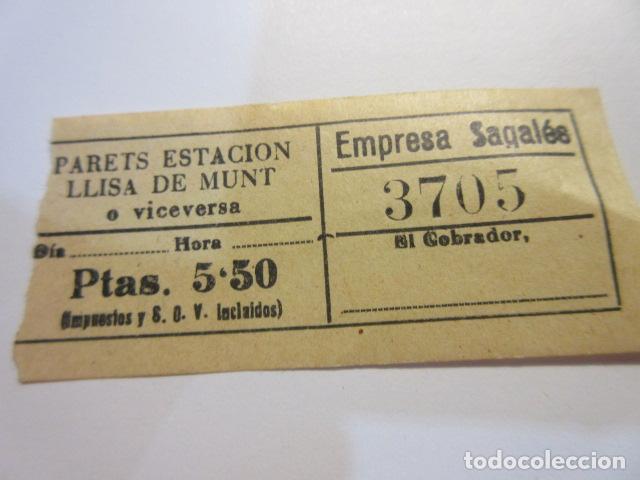 PARETS ESTACION
LLISA DE MUNT
o viceversa
Día Hora
Ptas. 5'50
(Impuestos y S. O. V. Incluidos)
Empresa Sagalés
3705
El Cobrador,
todocoleccion.net